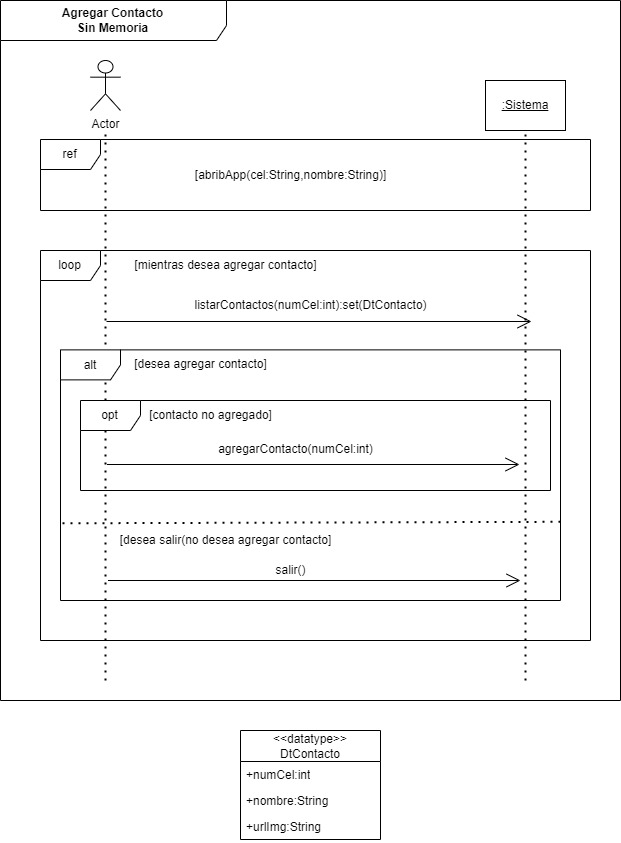 Agregar Contacto
Sin Memoria
Actor
:Sistema
ref
[abribApp(cel:String,nombre:String)]
loop
[mientras desea agregar contacto]
listarContactos(numCel:int):set(DtContacto)
alt
[desea agregar contacto]
opt
[contacto no agregado]
agregarContacto(numCel:int)
[desea salir(no desea agregar contacto]
salir()
<<datatype>>
DtContacto
+numCel:int
+nombre:String
+urlImg:String